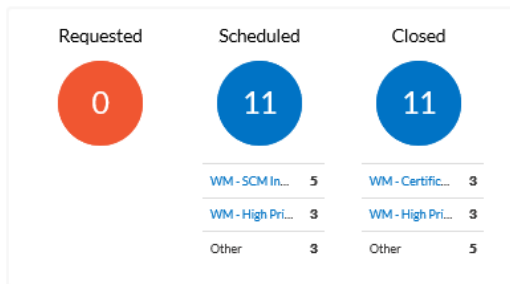 Requested Scheduled Closed
0 11 11
WM - SCM In... 5 WM - Certific... 3
WM - High Pri... 3 WM - High Pri... 3
Other 3 Other 5